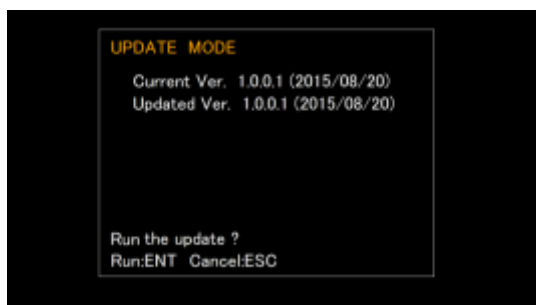 UPDATE MODE
Current Ver. 1.0.0.1 (2015/08/20)
Updated Ver. 1.0.0.1 (2015/08/20)
Run the update ?
Run:ENT Cancel:ESC